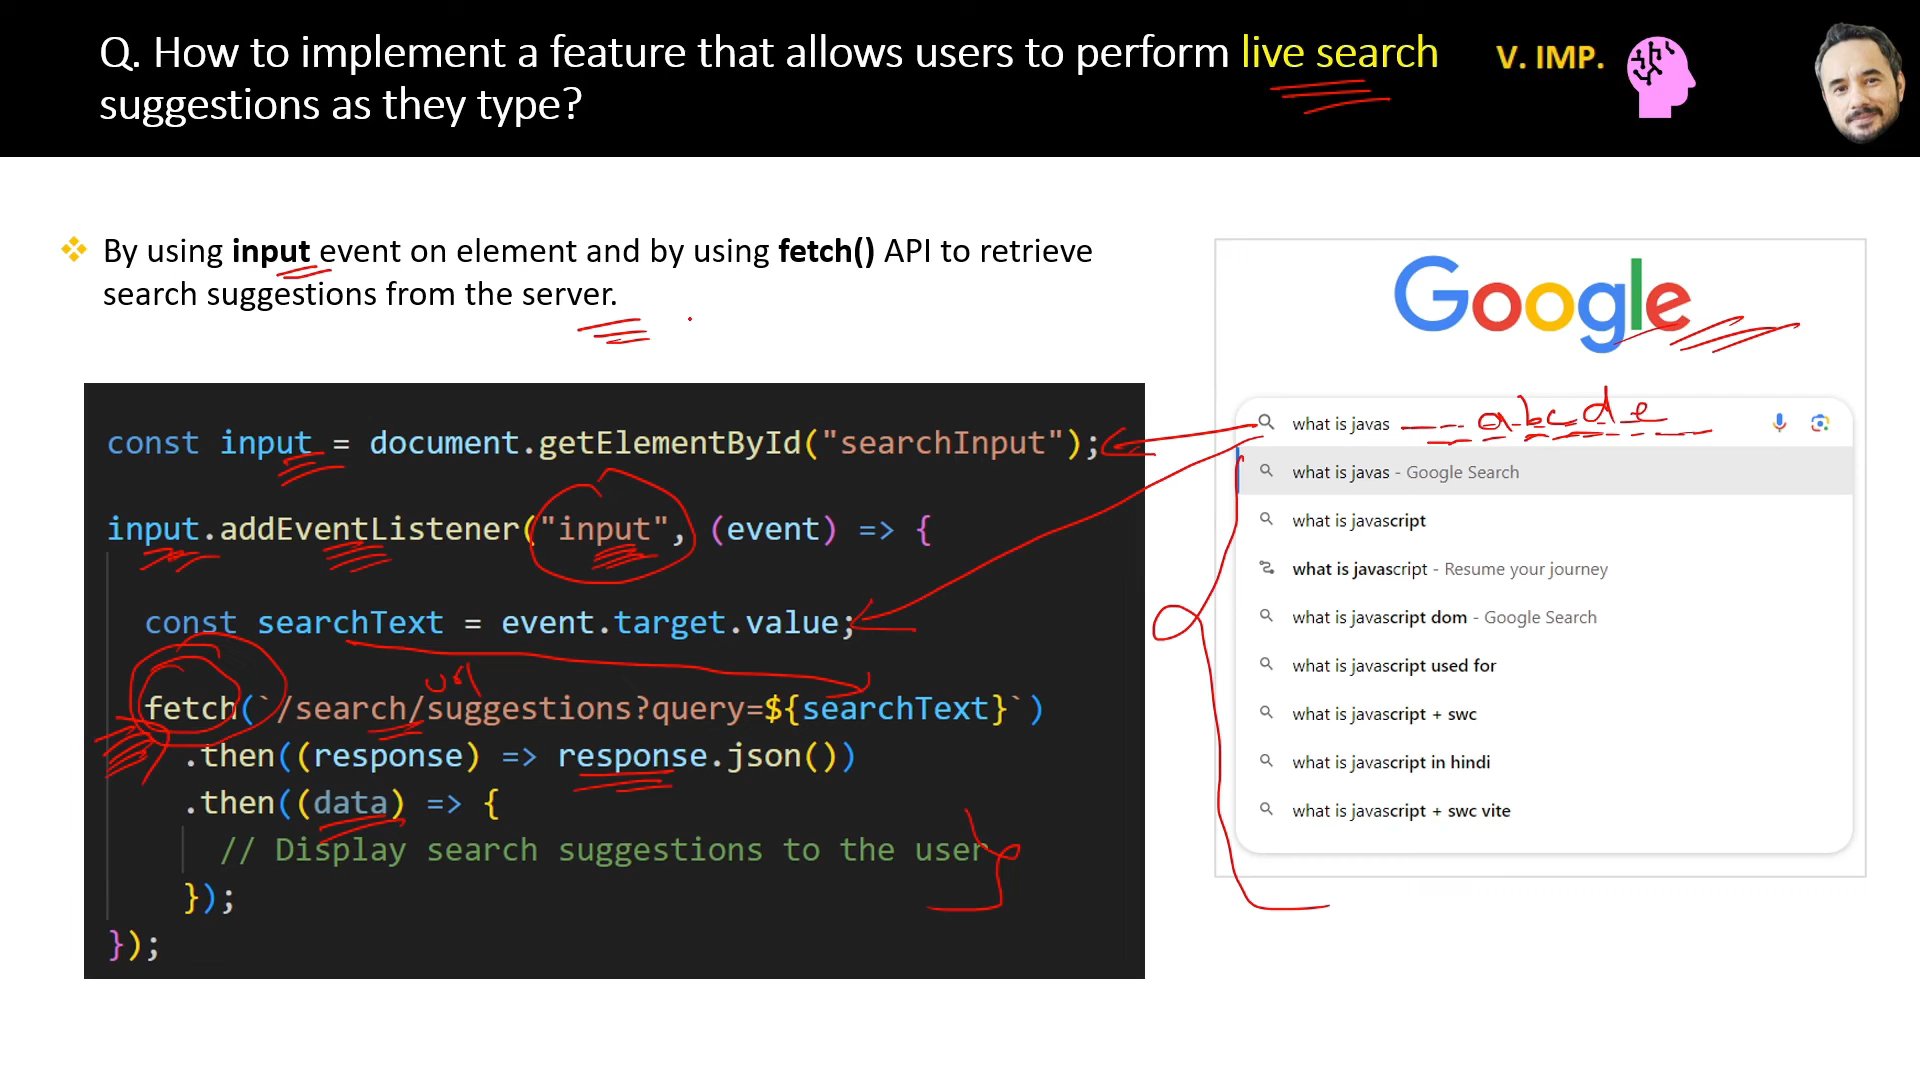 Q. How to implement a feature that allows users to perform live search
suggestions as they type?
V. IMP.
By using input event on element and by using fetch() API to retrieve
search suggestions from the server.
const input = document.getElementById("searchInput");
input.addEventListener("input", (event) => {
const searchText = event.target.value;
url
fetch(`/search/suggestions?query=${searchText}`)
.then((response) => response.json())
.then((data) => {
// Display search suggestions to the user
});
});
Google
what is javas abcde
what is javas - Google Search
what is javascript
what is javascript - Resume your journey
what is javascript dom - Google Search
what is javascript used for
what is javascript + swc
what is javascript in hindi
what is javascript + swc vite